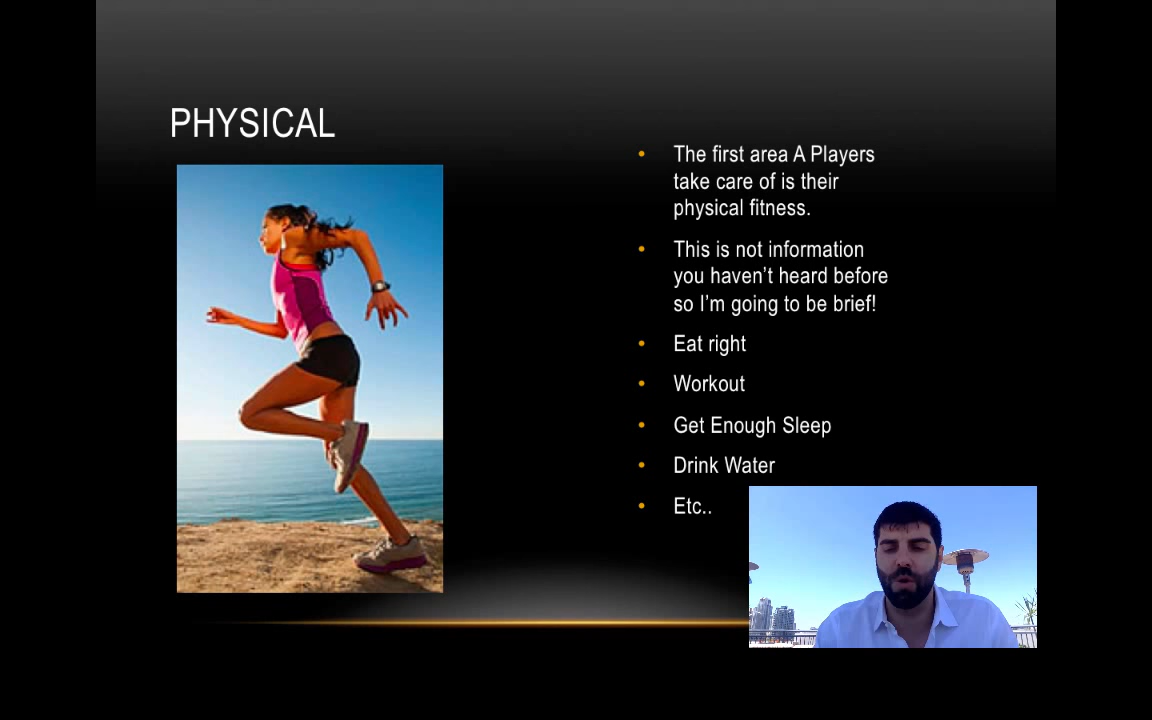 PHYSICAL
• The first area A Players
take care of is their
physical fitness.
• This is not information
you haven’t heard before
so I’m going to be brief!
• Eat right
• Workout
• Get Enough Sleep
• Drink Water
• Etc..